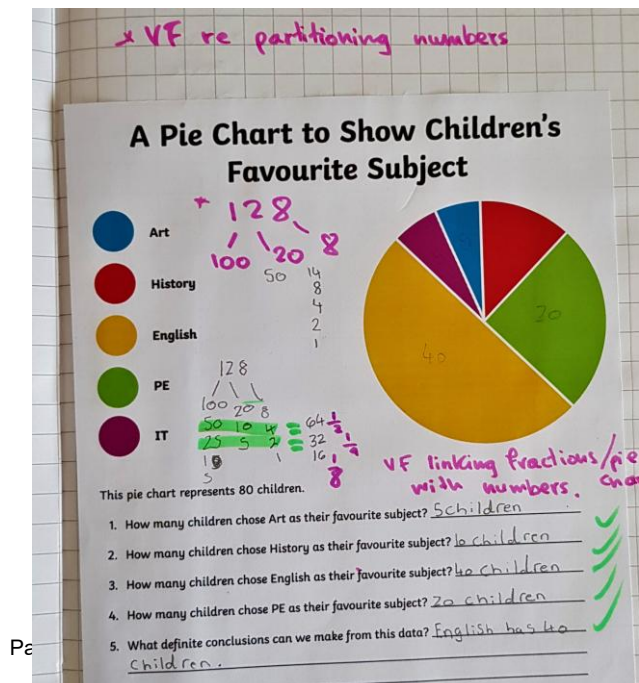 * VF re partitioning numbers
A Pie Chart to Show Children's
Favourite Subject
* 128
100 20 8
Art
History
English
PE
IT
50 14
8
4
2
1
128
100 20 8
50 10 4 = 64 1/2
25 5 2 = 32 1/4
1 16 1/8
5
20
40
VF linking fractions/pie
with numbers.
This pie chart represents 80 children.
1. How many children chose Art as their favourite subject? 5children
2. How many children chose History as their favourite subject? 10 children
3. How many children chose English as their favourite subject? 40 children
4. How many children chose PE as their favourite subject? 20 children
5. What definite conclusions can we make from this data? English has 40
children.